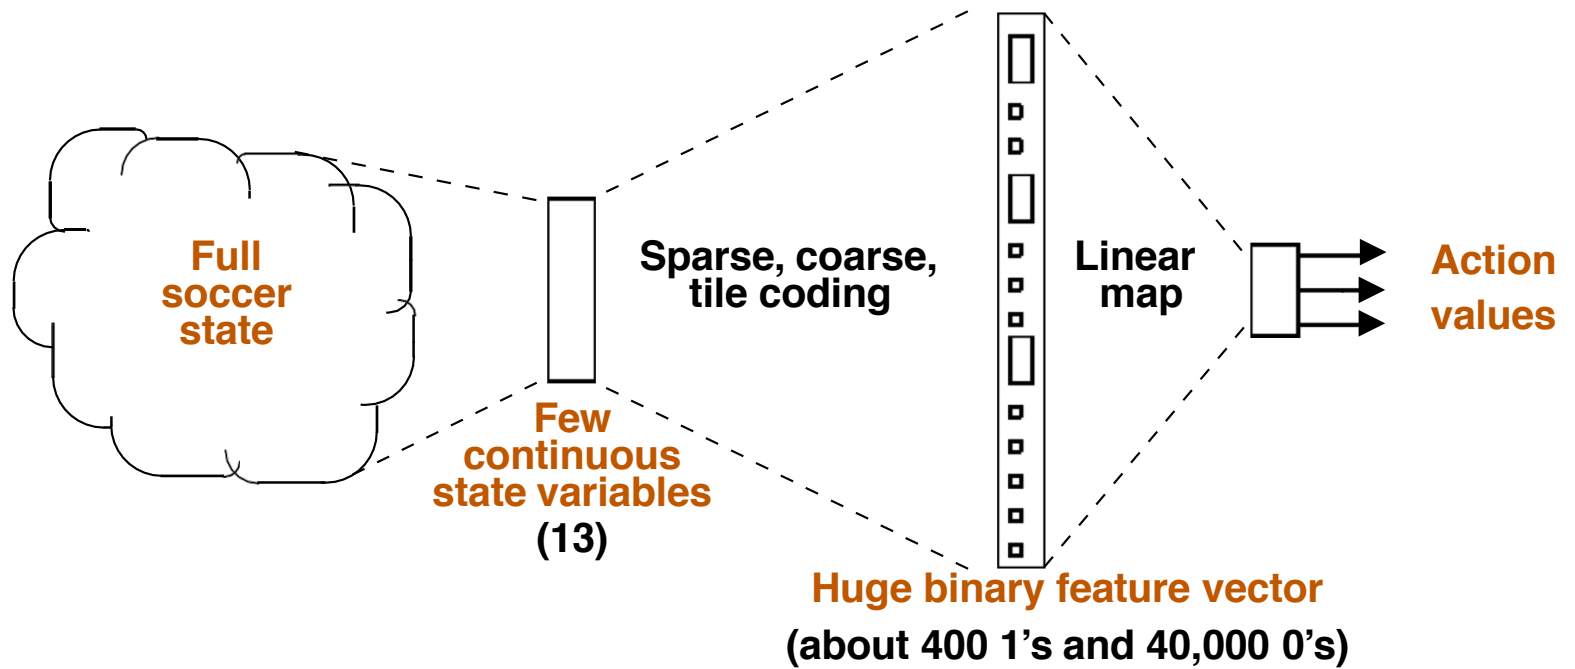 Full
soccer
state
Few
continuous
state variables
(13)
Sparse, coarse,
tile coding
Huge binary feature vector
(about 400 1’s and 40,000 0’s)
Linear
map
Action
values